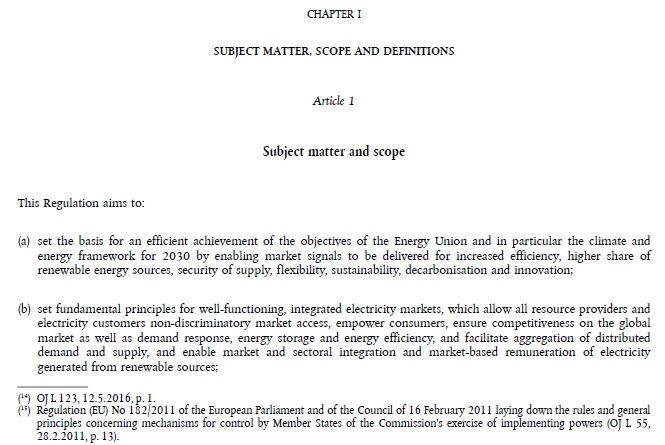 CHAPTER I
SUBJECT MATTER, SCOPE AND DEFINITIONS
Article 1
Subject matter and scope
This Regulation aims to:
(a) set the basis for an efficient achievement of the objectives of the Energy Union and in particular the climate and
energy framework for 2030 by enabling market signals to be delivered for increased efficiency, higher share of
renewable energy sources, security of supply, flexibility, sustainability, decarbonisation and innovation;
(b) set fundamental principles for well-functioning, integrated electricity markets, which allow all resource providers and
electricity customers non-discriminatory market access, empower consumers, ensure competitiveness on the global
market as well as demand response, energy storage and energy efficiency, and facilitate aggregation of distributed
demand and supply, and enable market and sectoral integration and market-based remuneration of electricity
generated from renewable sources;
(¹⁴) OJ L 123, 12.5.2016, p. 1.
(¹⁵) Regulation (EU) No 182/2011 of the European Parliament and of the Council of 16 February 2011 laying down the rules and general
principles concerning mechanisms for control by Member States of the Commission's exercise of implementing powers (OJ L 55,
28.2.2011, p. 13).